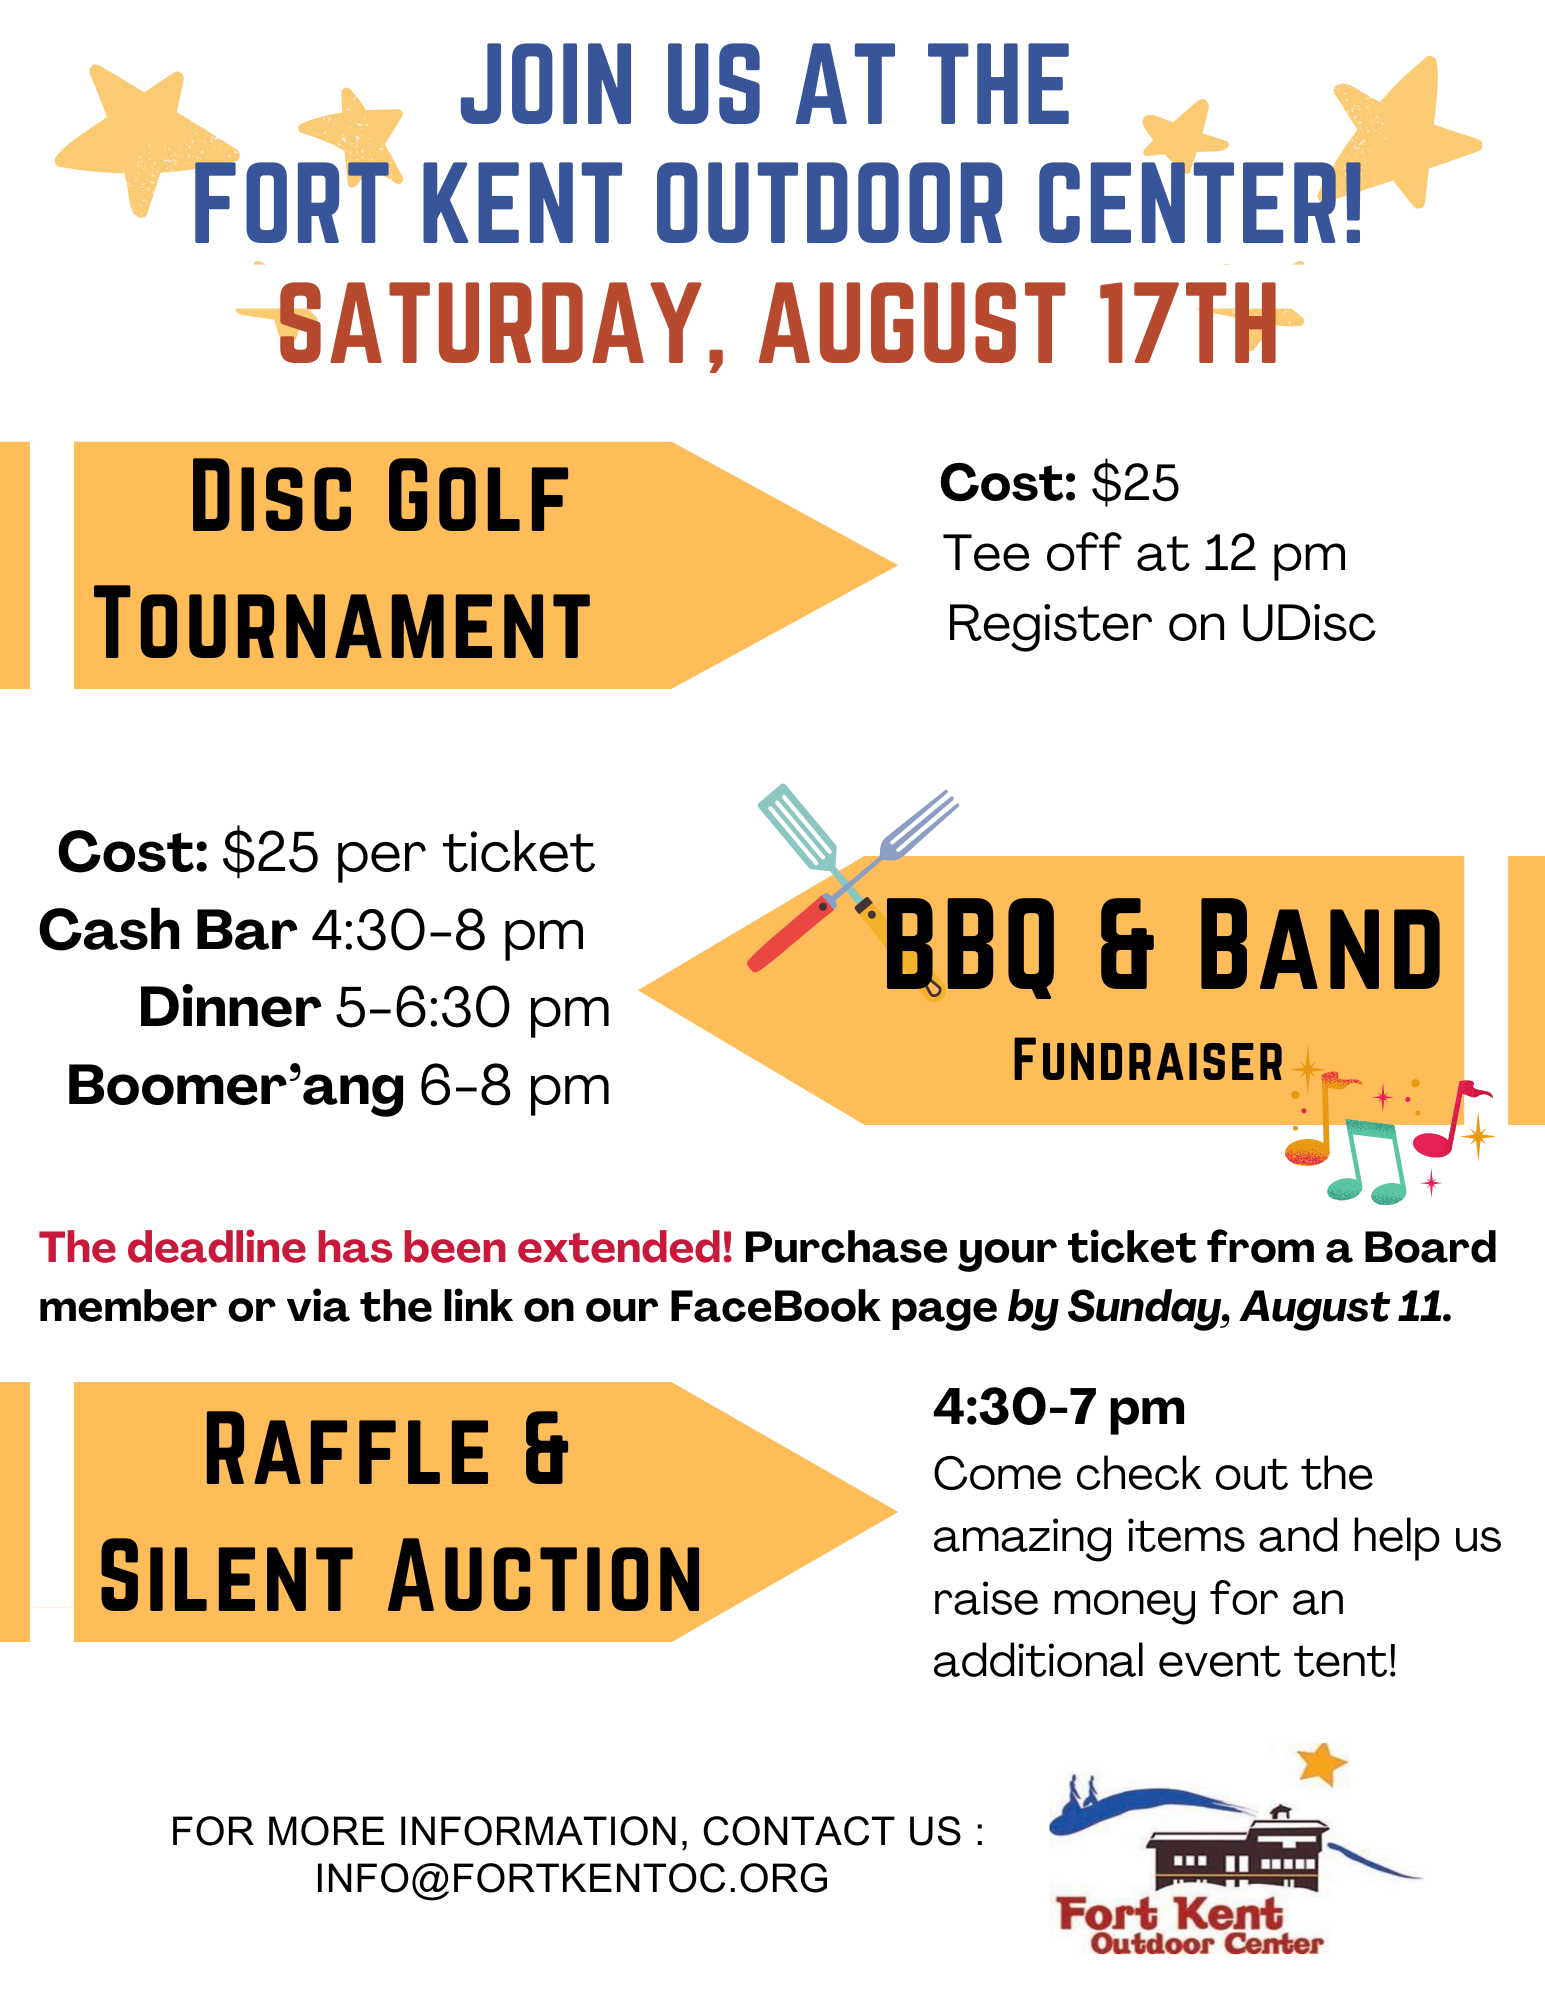 JOIN US AT THE
FORT KENT OUTDOOR CENTER!
SATURDAY, AUGUST 17TH
DISC GOLF
TOURNAMENT
Cost: $25
Tee off at 12 pm
Register on UDisc
Cost: $25 per ticket
Cash Bar 4:30-8 pm
Dinner 5-6:30 pm
Boomer’ang 6-8 pm
BBQ & BAND
FUNDRAISER
The deadline has been extended! Purchase your ticket from a Board
member or via the link on our FaceBook page by Sunday, August 11.
RAFFLE &
SILENT AUCTION
4:30-7 pm
Come check out the
amazing items and help us
raise money for an
additional event tent!
FOR MORE INFORMATION, CONTACT US :
INFO@FORTKENTOC.ORG
Fort Kent
Outdoor Center